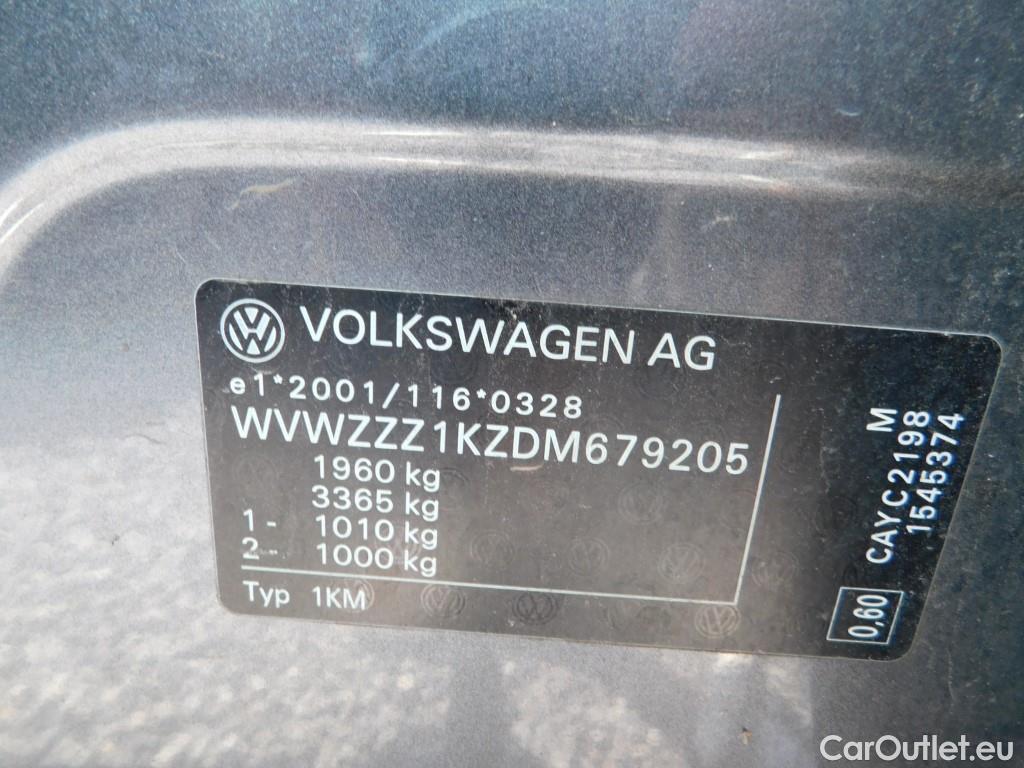 VOLKSWAGEN AG
e1*2001/116*0328
WVWZZZ1KZDM679205
1960 kg
3365 kg
1- 1010 kg
2- 1000 kg
Typ 1KM
M
CAYC2198
1545374
0,60
CarOutlet.eu